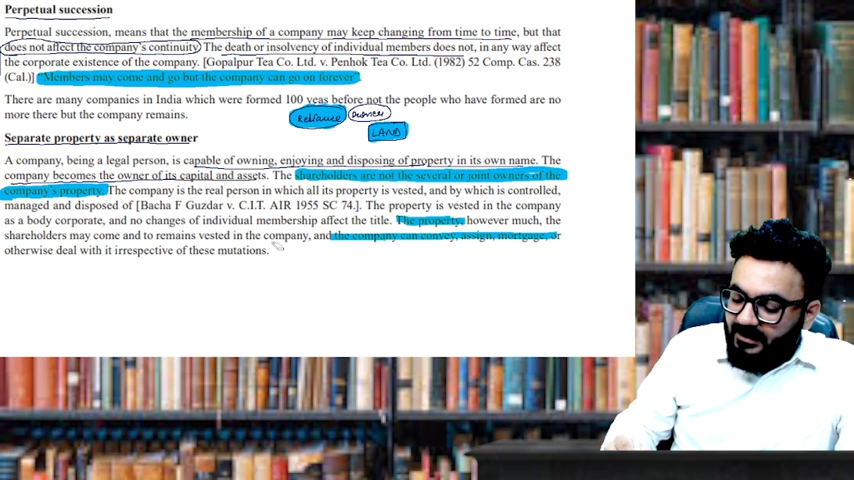 Perpetual succession
Perpetual succession, means that the membership of a company may keep changing from time to time, but that
does not affect the company's continuity. The death or insolvency of individual members does not, in any way affect
the corporate existence of the company. [Gopalpur Tea Co. Ltd. v. Penhok Tea Co. Ltd. (1982) 52 Comp. Cas. 238
(Cal.)] "Members may come and go but the company can go on forever".
There are many companies in India which were formed 100 yeas before not the people who have formed are no
more there but the company remains.
Reliance
Owner
LAND
Separate property as separate owner
A company, being a legal person, is capable of owning, enjoying and disposing of property in its own name. The
company becomes the owner of its capital and assets. The shareholders are not the several or joint owners of the
company's property. The company is the real person in which all its property is vested, and by which is controlled,
managed and disposed of [Bacha F Guzdar v. C.I.T. AIR 1955 SC 74.]. The property is vested in the company
as a body corporate, and no changes of individual membership affect the title. The property, however much, the
shareholders may come and to remains vested in the company, and the company can convey, assign, mortgage, or
otherwise deal with it irrespective of these mutations.